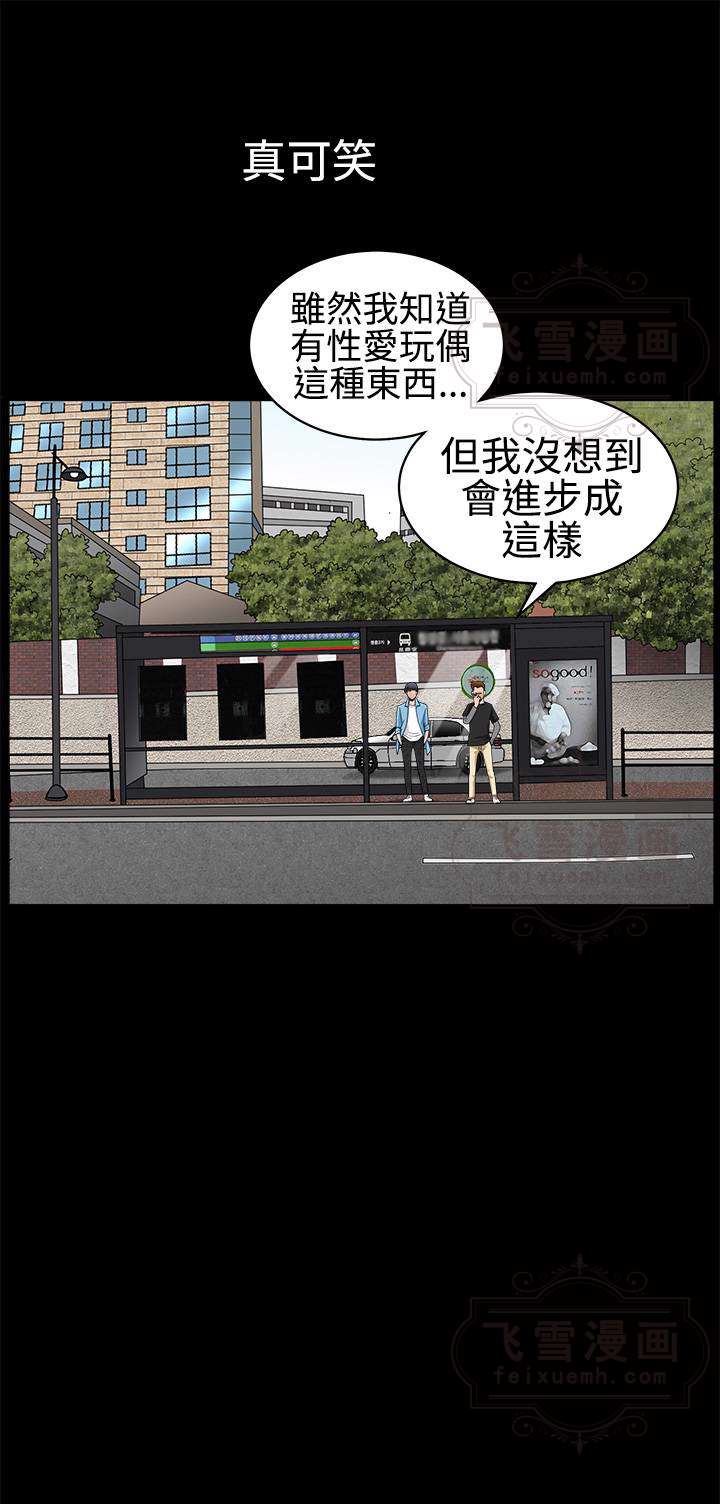 真可笑
雖然我知道
有性愛玩偶
這種東西...
但我沒想到
會進步成
這樣
sogood!
飞雪漫画
feixuemh.com
飞雪漫画
feixuemh.com
飞雪漫画
feixuemh.com